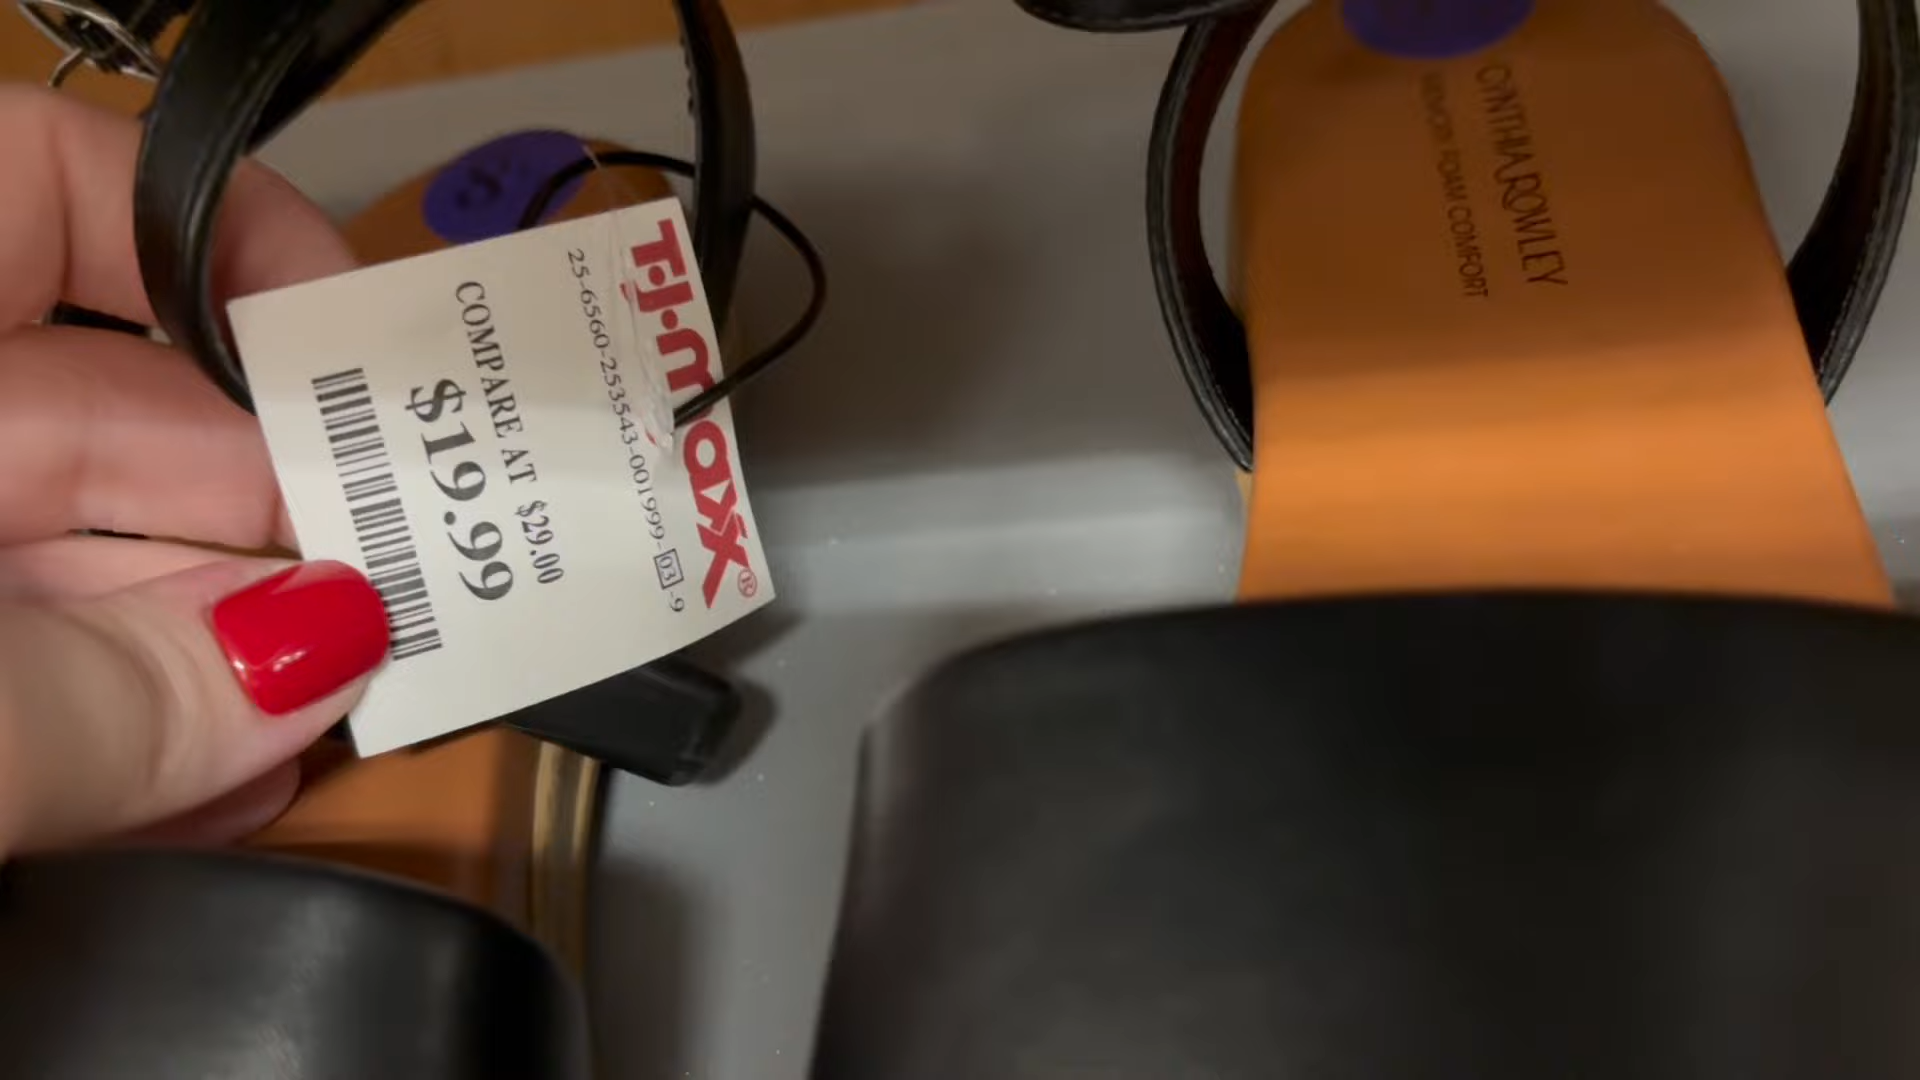 T·J·maxx®
25-6560-253543-001999-03-9
COMPARE AT $29.00
$19.99
CYNTHIA ROWLEY
MEMORY FOAM COMFORT